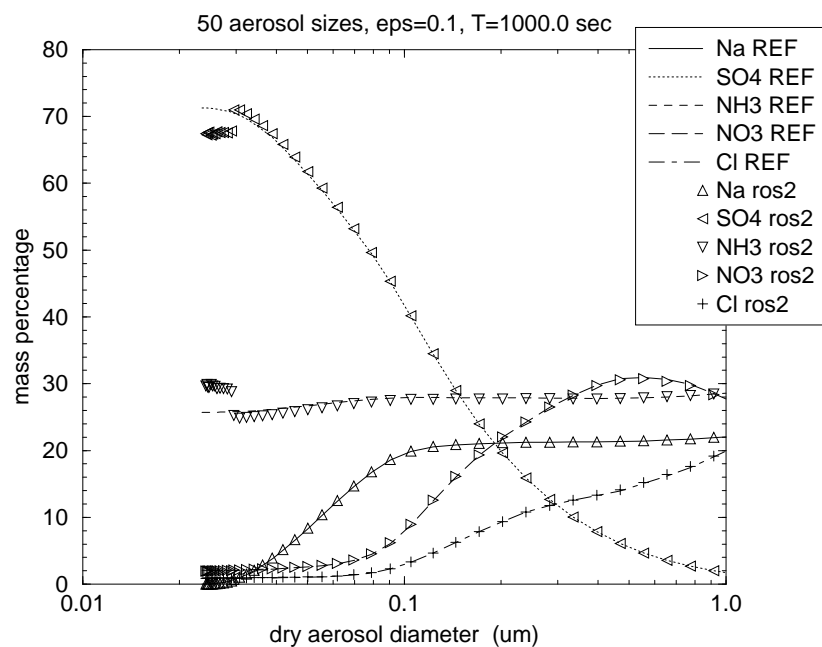 50 aerosol sizes, eps=0.1, T=1000.0 sec
80
70
60
50
40
30
20
10
0
mass percentage
0.01
0.1
1.0
dry aerosol diameter (um)
Na REF
SO4 REF
NH3 REF
NO3 REF
Cl REF
Na ros2
SO4 ros2
NH3 ros2
NO3 ros2
Cl ros2